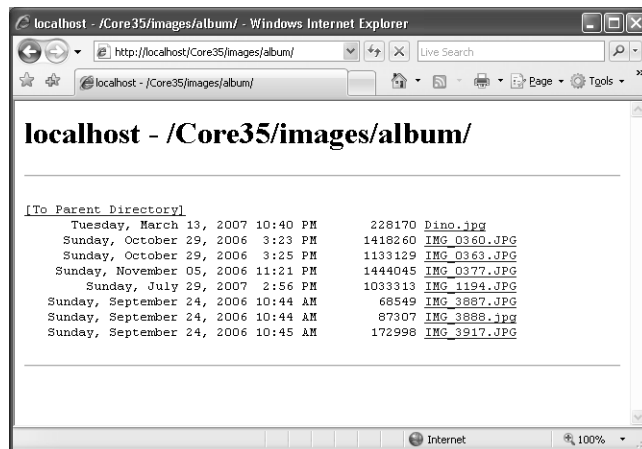 localhost - /Core35/images/album/ - Windows Internet Explorer
http://localhost/Core35/images/album/
Live Search
localhost - /Core35/images/album/
Page
Tools
localhost - /Core35/images/album/
[To Parent Directory]
Tuesday, March 13, 2007 10:40 PM 228170 Dino.jpg
Sunday, October 29, 2006 3:23 PM 1418260 IMG_0360.JPG
Sunday, October 29, 2006 3:25 PM 1133129 IMG_0363.JPG
Sunday, November 05, 2006 11:21 PM 1444045 IMG_0377.JPG
Sunday, July 29, 2007 2:56 PM 1033313 IMG_1194.JPG
Sunday, September 24, 2006 10:44 AM 68549 IMG_3887.JPG
Sunday, September 24, 2006 10:44 AM 87307 IMG_3888.jpg
Sunday, September 24, 2006 10:45 AM 172998 IMG_3917.JPG
Internet
100%